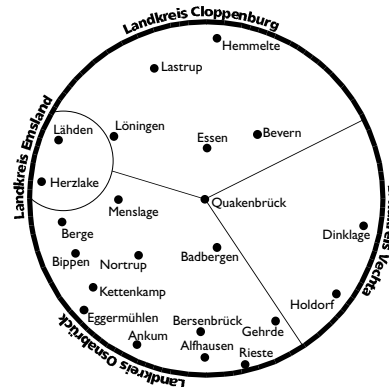 Landkreis Cloppenburg
Hemmelte
Lastrup
Landkreis Emsland
Lähden
Löningen
Essen
Bevern
Herzlake
Menslage
Quakenbrück
Berge
Dinklage
Bippen
Nortrup
Badbergen
Vechta
Kettenkamp
Holdorf
Eggermühlen
Bersenbrück
Gehrde
Ankum
Alfhausen
Rieste
Landkreis Osnabrück